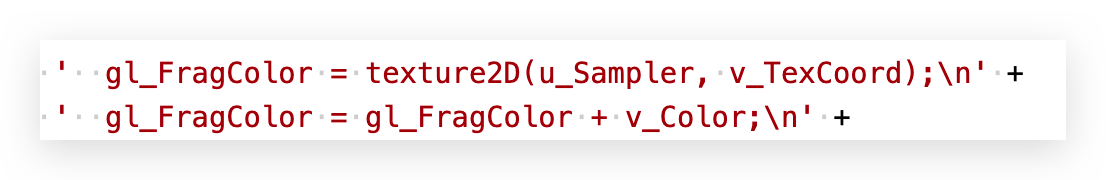 '  gl_FragColor = texture2D(u_Sampler, v_TexCoord);\n' +
'  gl_FragColor = gl_FragColor + v_Color;\n' +